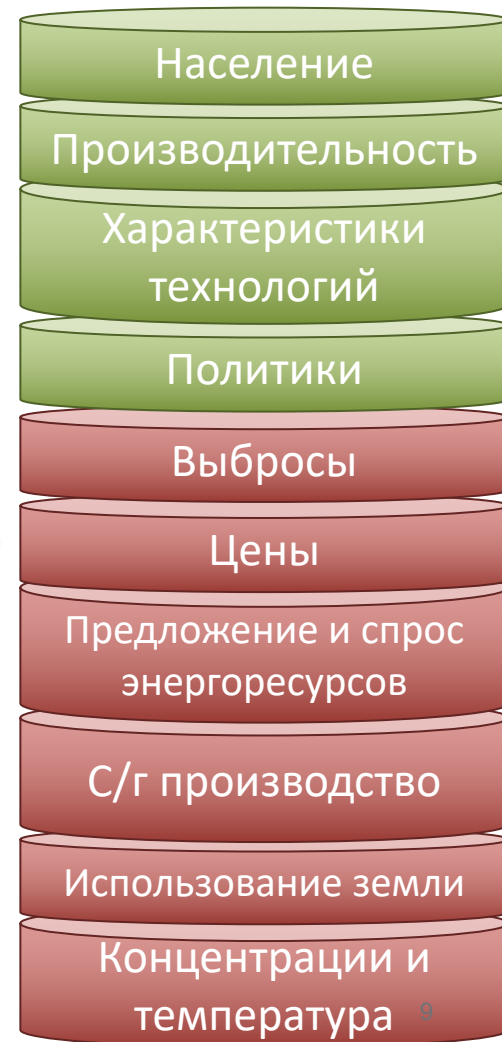 Население
Производительность
Характеристики
технологий
Политики
Выбросы
Цены
Предложение и спрос
энергоресурсов
С/г производство
Использование земли
Концентрации и
температура 9